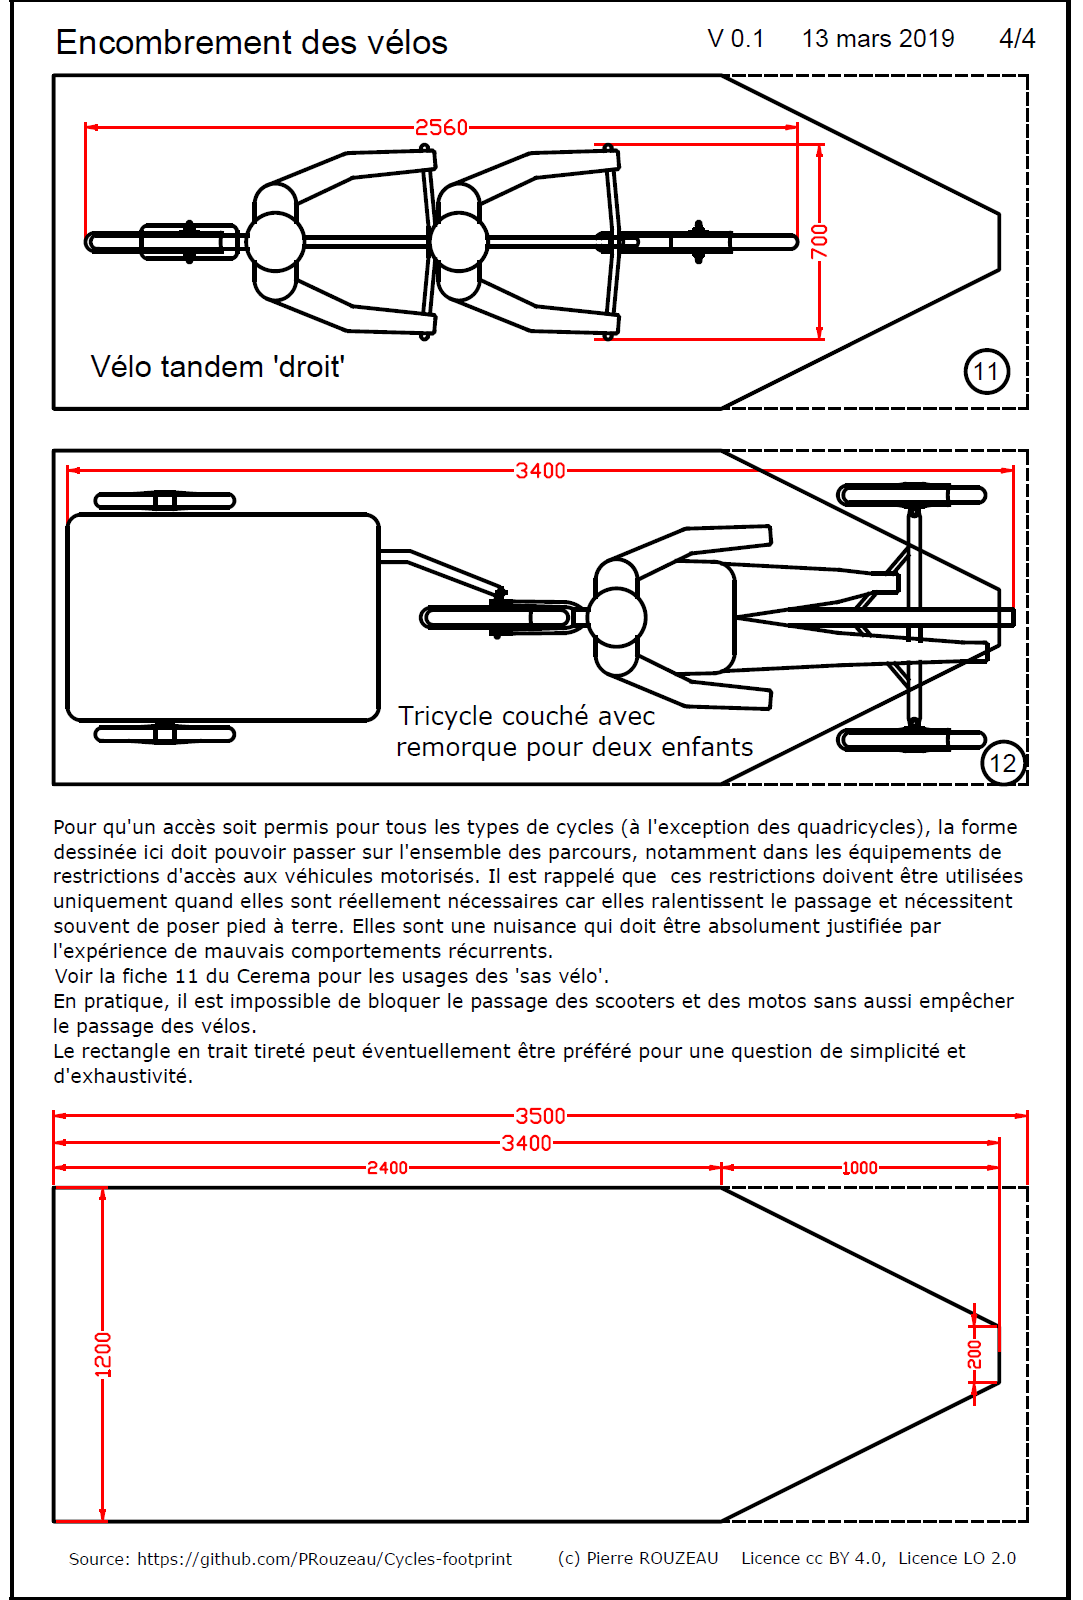 Encombrement des vélos
V 0.1 13 mars 2019 4/4
2560
700
Vélo tandem 'droit'
11
3400
Tricycle couché avec
remorque pour deux enfants
12
Pour qu'un accès soit permis pour tous les types de cycles (à l'exception des quadricycles), la forme
dessinée ici doit pouvoir passer sur l'ensemble des parcours, notamment dans les équipements de
restrictions d'accès aux véhicules motorisés. Il est rappelé que ces restrictions doivent être utilisées
uniquement quand elles sont réellement nécessaires car elles ralentissent le passage et nécessitent
souvent de poser pied à terre. Elles sont une nuisance qui doit être absolument justifiée par
l'expérience de mauvais comportements récurrents.
Voir la fiche 11 du Cerema pour les usages des 'sas vélo'.
En pratique, il est impossible de bloquer le passage des scooters et des motos sans aussi empêcher
le passage des vélos.
Le rectangle en trait tireté peut éventuellement être préféré pour une question de simplicité et
d'exhaustivité.
3500
3400
2400 1000
1200
200
Source: https://github.com/PRouzeau/Cycles-footprint (c) Pierre ROUZEAU Licence cc BY 4.0, Licence LO 2.0